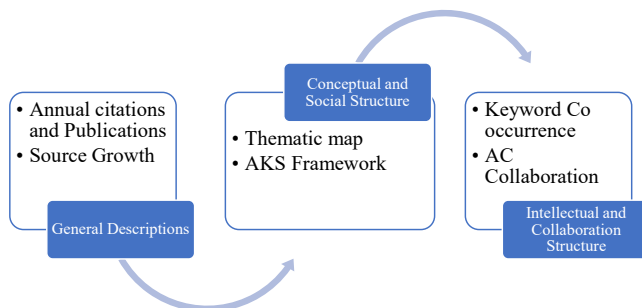 • Annual citations
and Publications
• Source Growth
General Descriptions
Conceptual and
Social Structure
• Thematic map
• AKS Framework
• Keyword Co
occurrence
• AC
Collaboration
Intellectual and
Collaboration
Structure